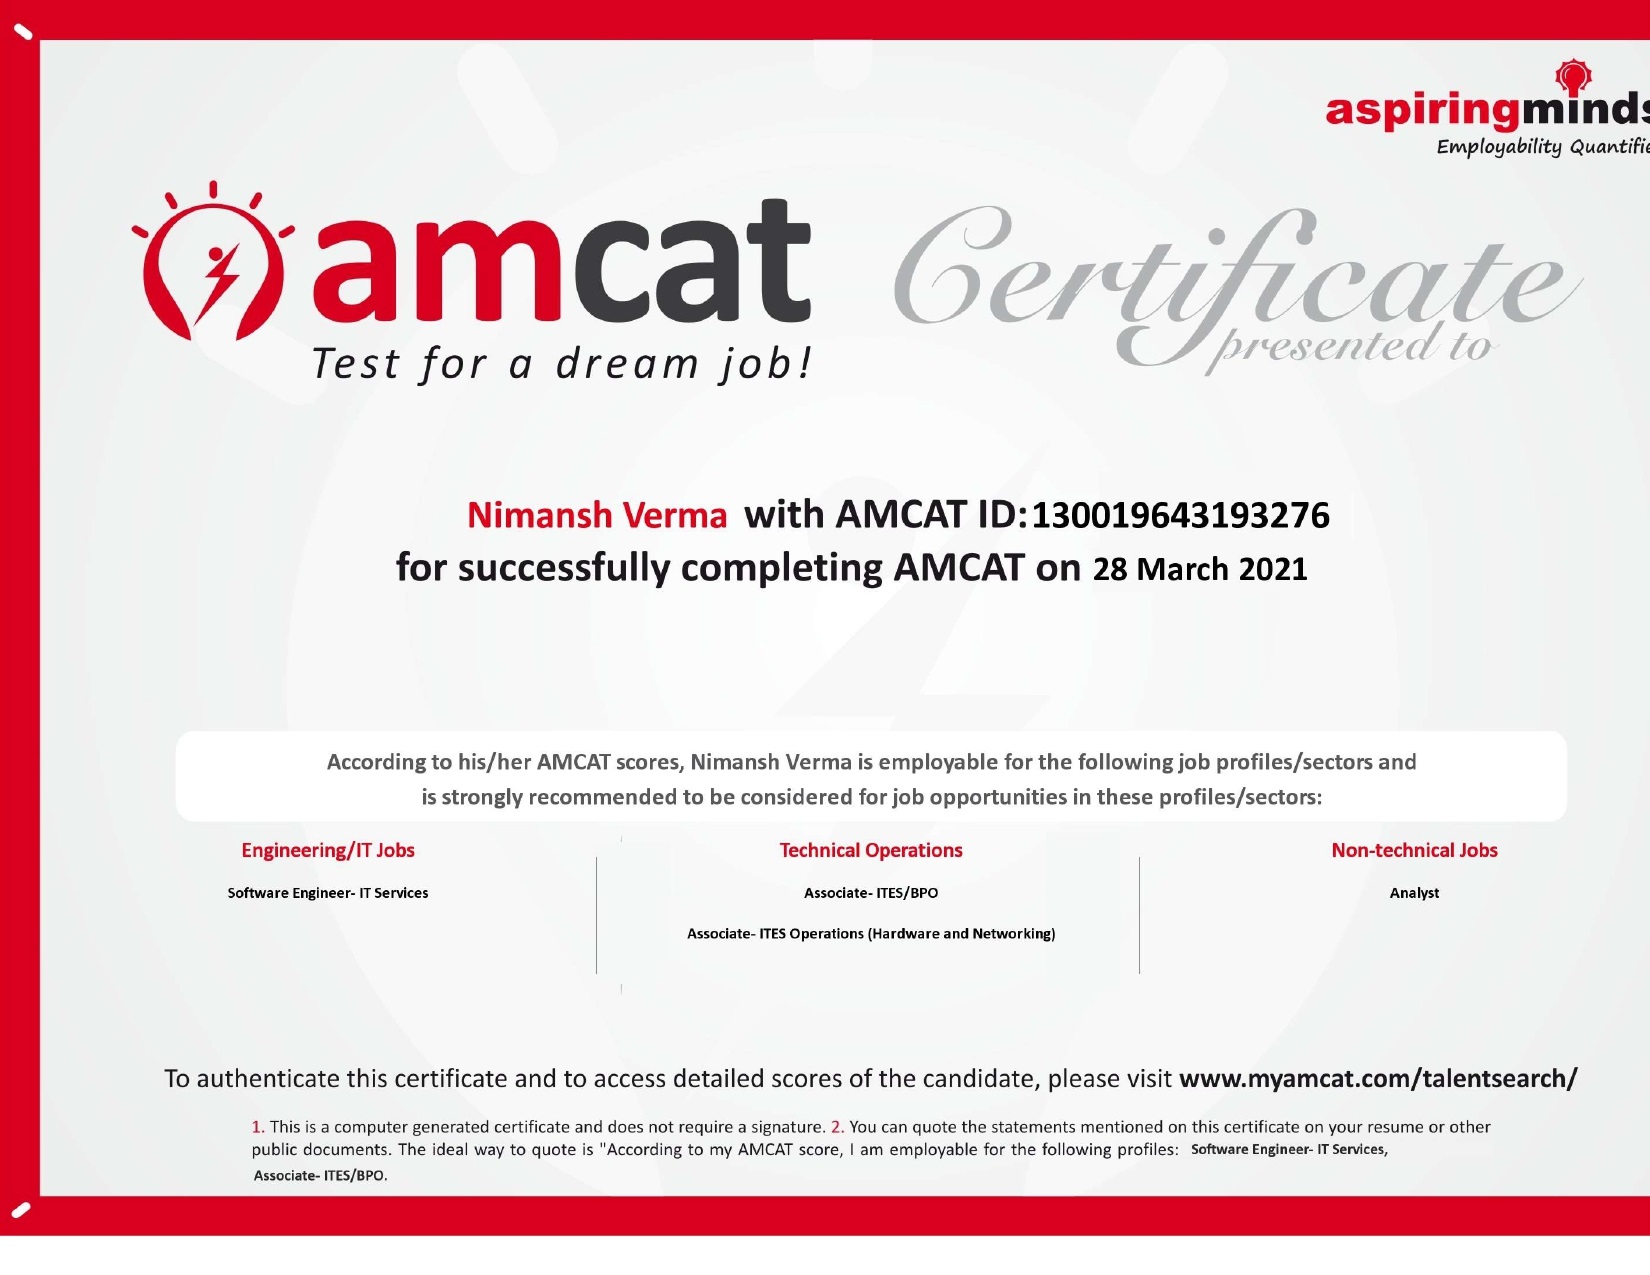 aspiringminds
Employability Quantifie
amcat
Certificate
Test for a dream job!
presented to
Nimansh Verma with AMCAT ID:130019643193276
for successfully completing AMCAT on 28 March 2021
According to his/her AMCAT scores, Nimansh Verma is employable for the following job profiles/sectors and
is strongly recommended to be considered for job opportunities in these profiles/sectors:
Engineering/IT Jobs
Software Engineer- IT Services
Technical Operations
Associate- ITES/BPO
Associate- ITES Operations (Hardware and Networking)
Non-technical Jobs
Analyst
To authenticate this certificate and to access detailed scores of the candidate, please visit www.myamcat.com/talentsearch/
1. This is a computer generated certificate and does not require a signature. 2. You can quote the statements mentioned on this certificate on your resume or other
public documents. The ideal way to quote is "According to my AMCAT score, I am employable for the following profiles: Software Engineer- IT Services,
Associate- ITES/BPO.